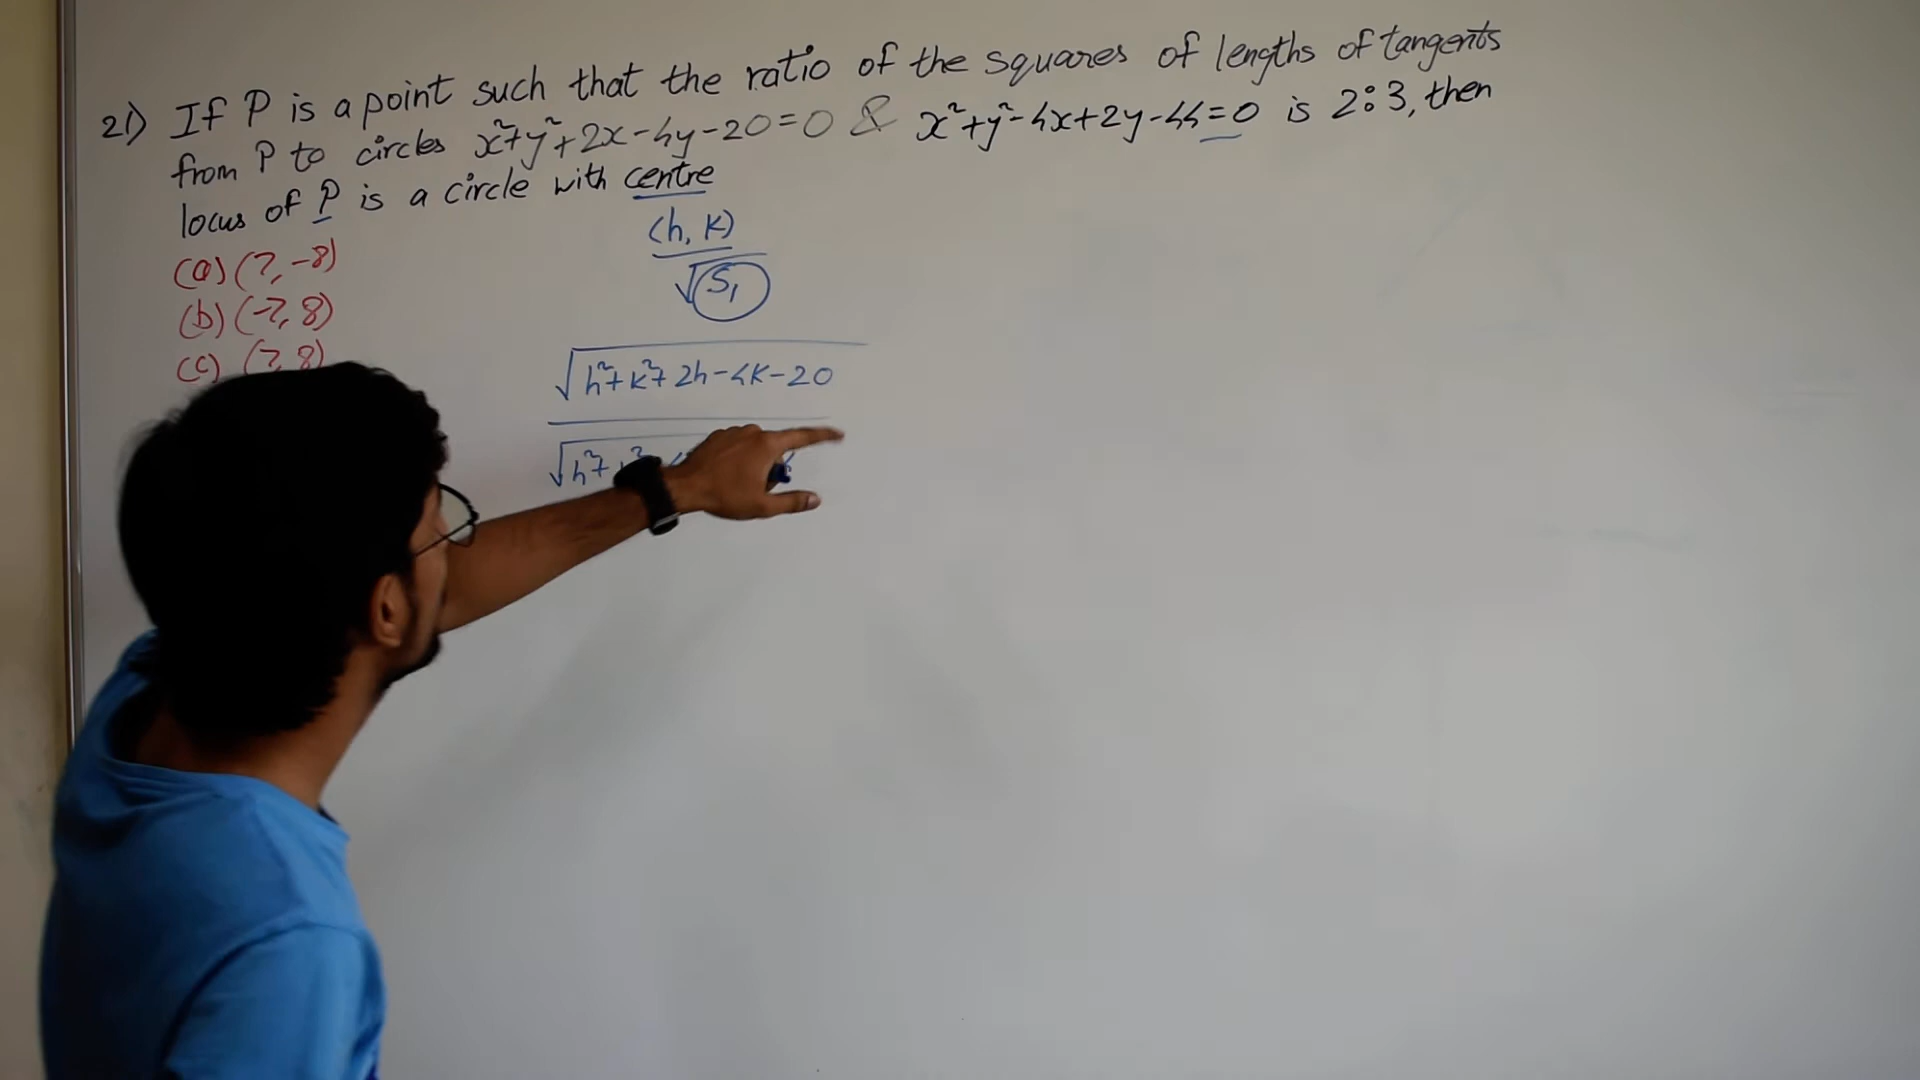 21) If P is a point such that the ratio of the squares of lengths of tangents
from P to circles x²+y²+2x-4y-20=0 & x²+y²-4x+2y-44=0 is 2:3, then
locus of P is a circle with centre
(h, k)
(a) (7, -8)
√S₁
(b) (-7, 8)
(c) (7, 8)
√h²+k²+2h-4k-20
√h²+